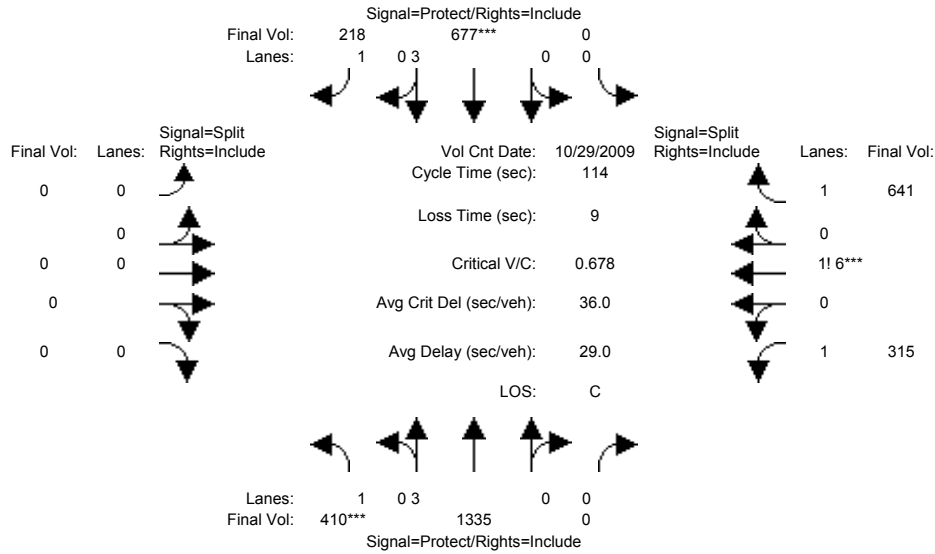 Signal=Protect/Rights=Include
Final Vol: 218 677*** 0
Lanes: 1 0 3 0 0
Signal=Split Signal=Split
Final Vol: Lanes: Rights=Include Vol Cnt Date: 10/29/2009 Rights=Include Lanes: Final Vol:
Cycle Time (sec): 114
0 0 1 641
Loss Time (sec): 9
0 0
0 0 Critical V/C: 0.678 1! 6***
0 Avg Crit Del (sec/veh): 36.0 0
0 0 Avg Delay (sec/veh): 29.0 1 315
LOS: C
Lanes: 1 0 3 0 0
Final Vol: 410*** 1335 0
Signal=Protect/Rights=Include